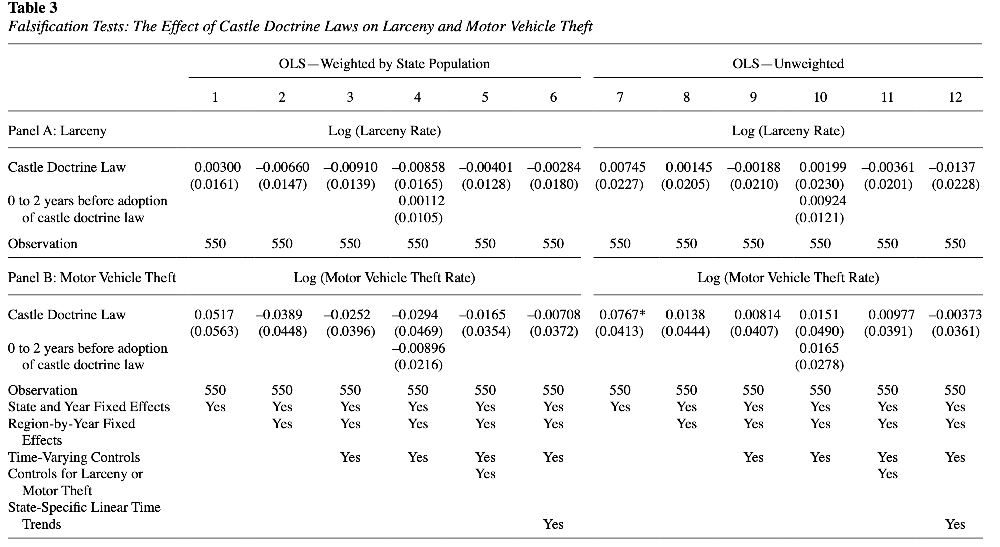 Table 3
Falsification Tests: The Effect of Castle Doctrine Laws on Larceny and Motor Vehicle Theft
OLS—Weighted by State Population OLS—Unweighted
1 2 3 4 5 6 7 8 9 10 11 12
Panel A: Larceny Log (Larceny Rate) Log (Larceny Rate)
Castle Doctrine Law 0.00300 –0.00660 –0.00910 –0.00858 –0.00401 –0.00284 0.00745 0.00145 –0.00188 0.00199 –0.00361 –0.0137
(0.0161) (0.0147) (0.0139) (0.0165) (0.0128) (0.0180) (0.0227) (0.0205) (0.0210) (0.0230) (0.0201) (0.0228)
0 to 2 years before adoption 0.00112 0.00924
of castle doctrine law (0.0105) (0.0121)
Observation 550 550 550 550 550 550 550 550 550 550 550 550
Panel B: Motor Vehicle Theft Log (Motor Vehicle Theft Rate) Log (Motor Vehicle Theft Rate)
Castle Doctrine Law 0.0517 –0.0389 –0.0252 –0.0294 –0.0165 –0.00708 0.0767* 0.0138 0.00814 0.0151 0.00977 –0.00373
(0.0563) (0.0448) (0.0396) (0.0469) (0.0354) (0.0372) (0.0413) (0.0444) (0.0407) (0.0490) (0.0391) (0.0361)
0 to 2 years before adoption –0.00896 0.0165
of castle doctrine law (0.0216) (0.0278)
Observation 550 550 550 550 550 550 550 550 550 550 550 550
State and Year Fixed Effects Yes Yes Yes Yes Yes Yes Yes Yes Yes Yes Yes Yes
Region-by-Year Fixed Yes Yes Yes Yes Yes Yes Yes Yes Yes Yes
Effects
Time-Varying Controls Yes Yes Yes Yes Yes Yes Yes Yes
Controls for Larceny or Yes Yes
Motor Theft
State-Specific Linear Time
Trends Yes Yes